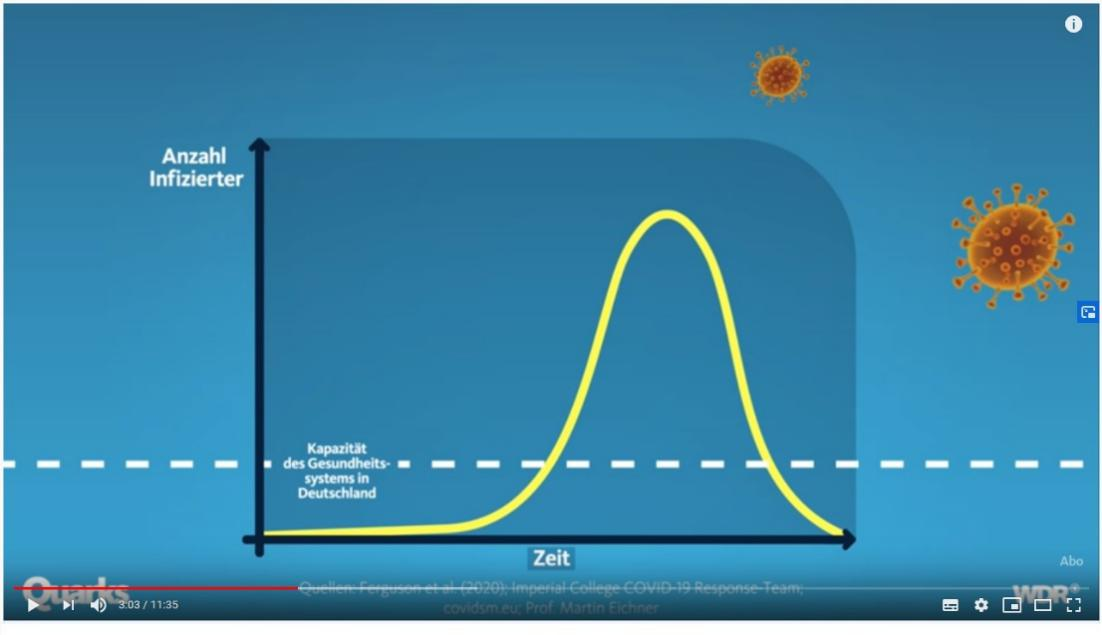 Anzahl
Infizierter
Kapazität
des Gesundheits-
systems in
Deutschland
Zeit
Abo
Quarks
Quellen: Ferguson et al. (2020); Imperial College COVID-19 Response-Team;
covidsm.eu; Prof. Martin Eichner
WDR®
3:03 / 11:35